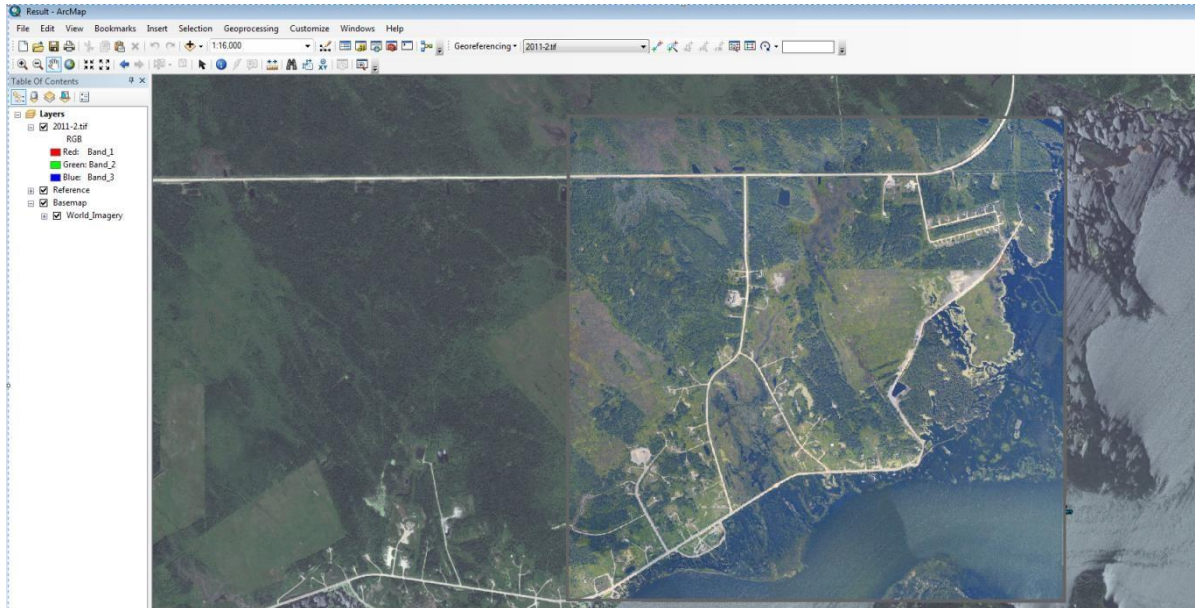 Result - ArcMap
File Edit View Bookmarks Insert Selection Geoprocessing Customize Windows Help
1:16,000 Georeferencing 2011-2.tif
Table Of Contents
Layers
2011-2.tif
RGB
Red: Band_1
Green: Band_2
Blue: Band_3
Reference
Basemap
World_Imagery